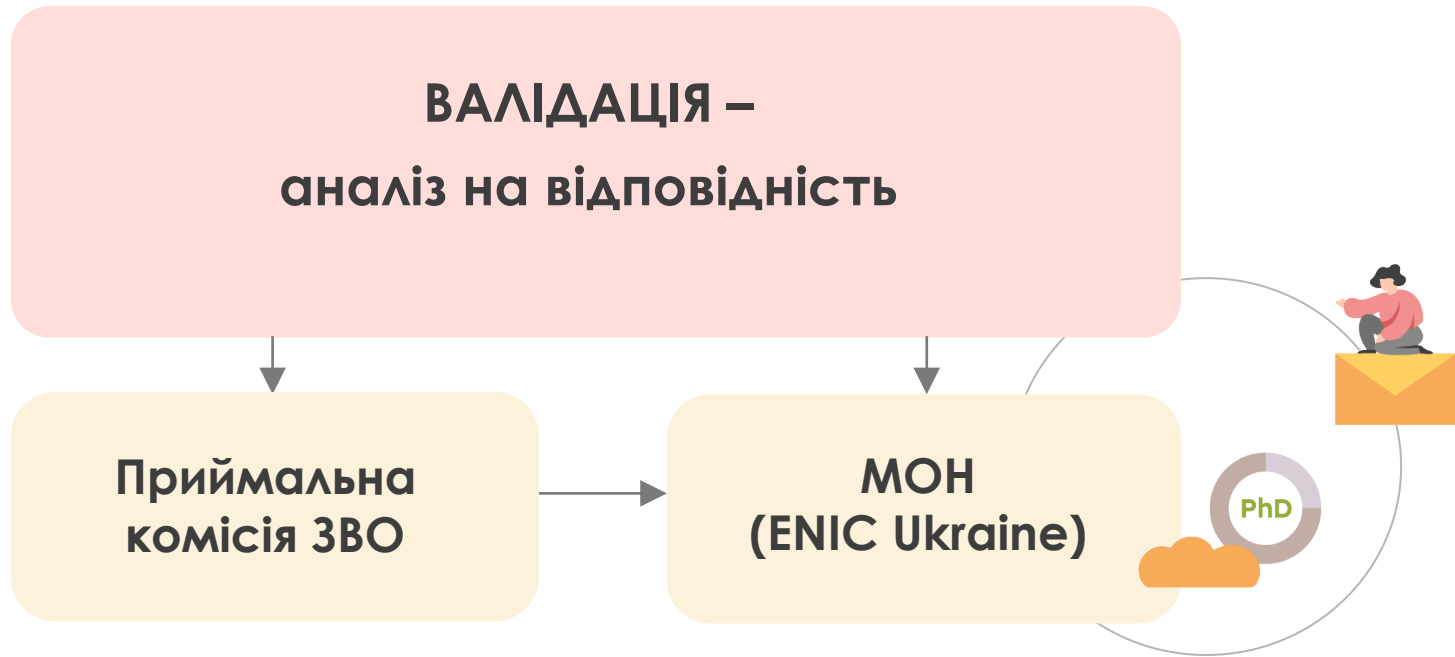 ВАЛІДАЦІЯ –
аналіз на відповідність
Приймальна
комісія ЗВО
МОН
(ENIC Ukraine)
PhD